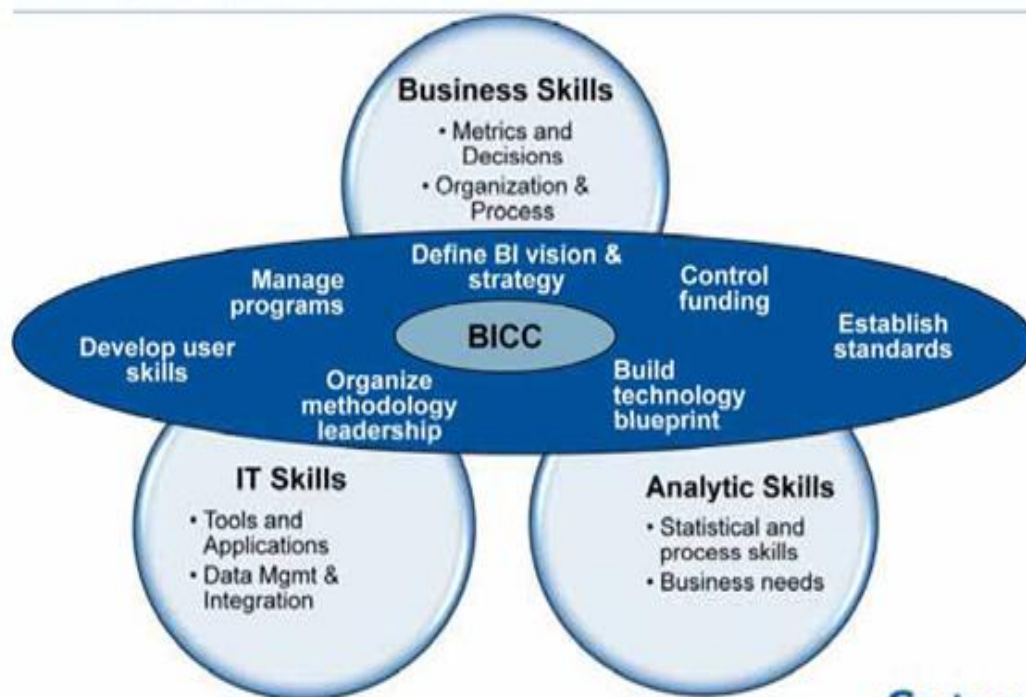 Business Skills
• Metrics and
Decisions
• Organization &
Process
Define BI vision &
strategy
Manage
programs
Control
funding
BICC
Establish
standards
Develop user
skills
Organize
methodology
leadership
Build
technology
blueprint
IT Skills
• Tools and
Applications
• Data Mgmt &
Integration
Analytic Skills
• Statistical and
process skills
• Business needs